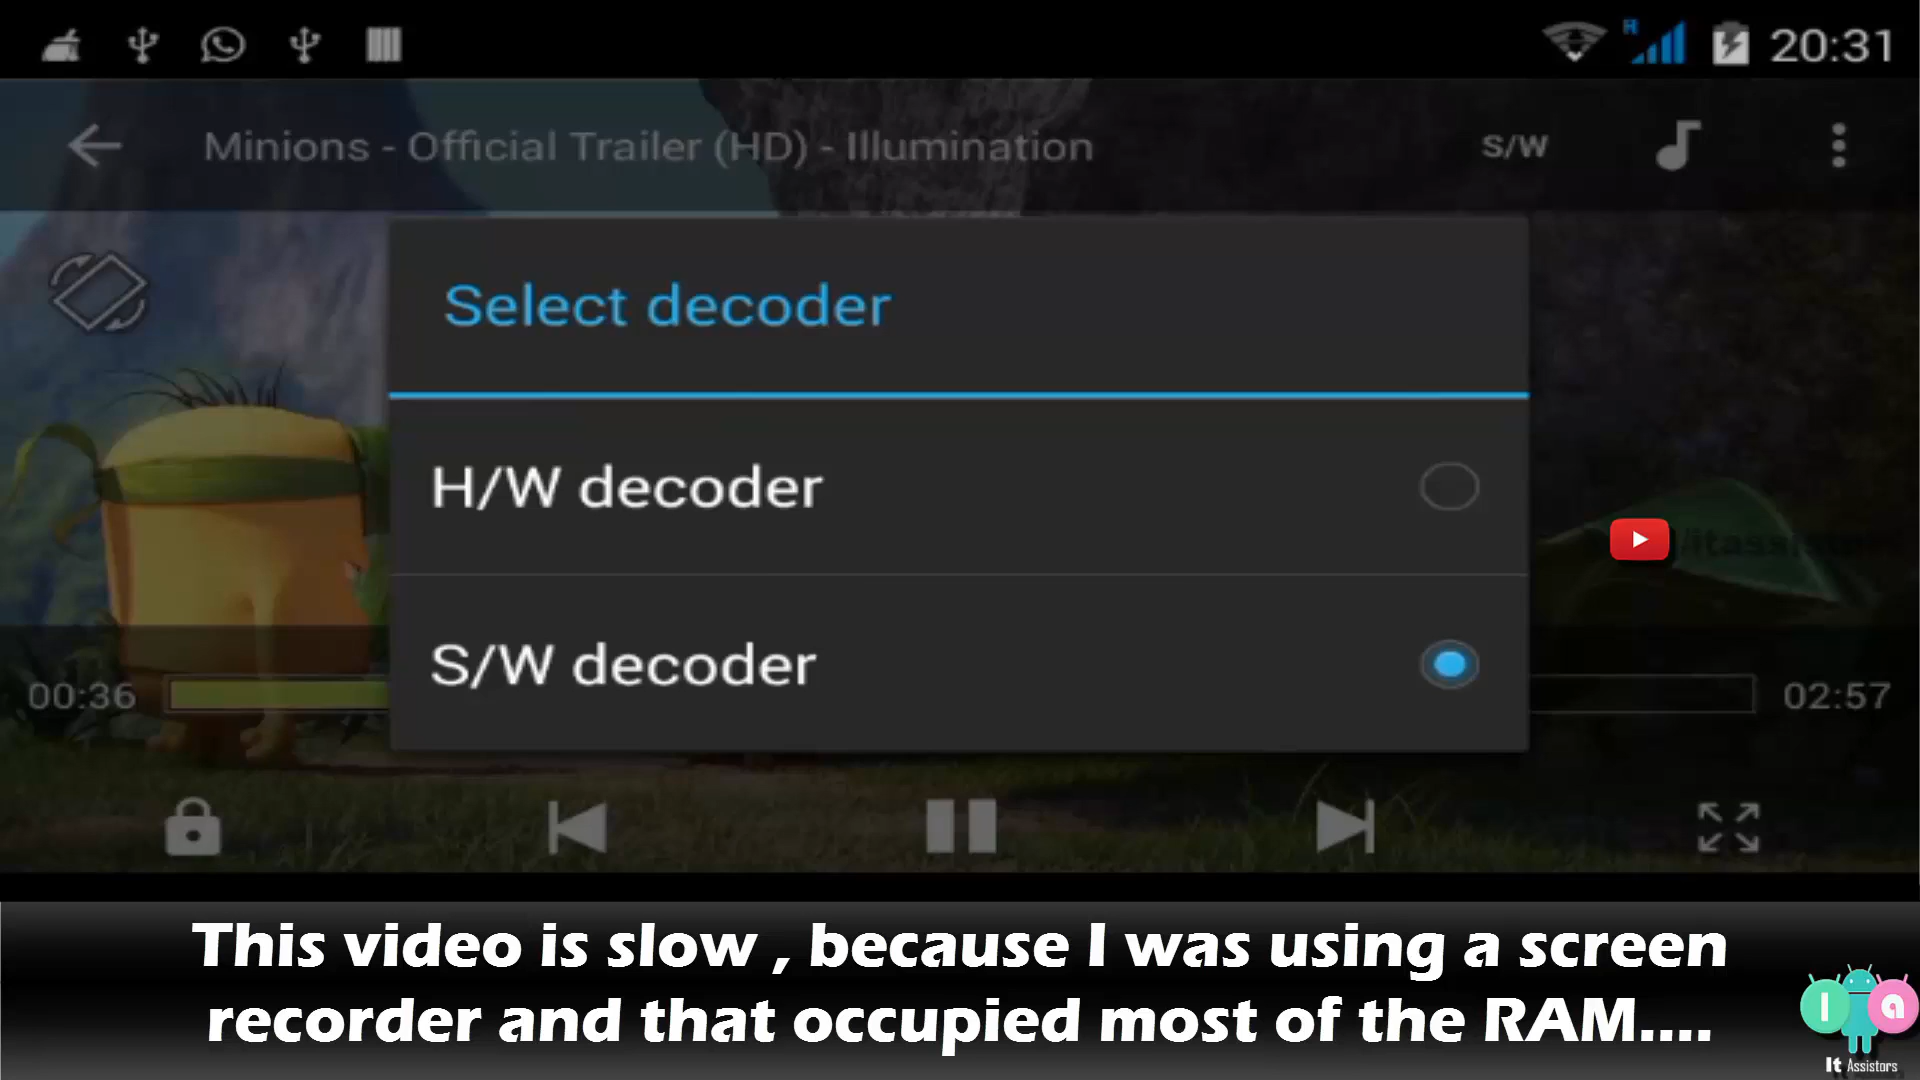 H
20:31
Minions - Official Trailer (HD) - Illumination
S/W
Select decoder
H/W decoder
/itassist
S/W decoder
00:36
02:57
This video is slow , because I was using a screen
recorder and that occupied most of the RAM....
I a
It Assistors